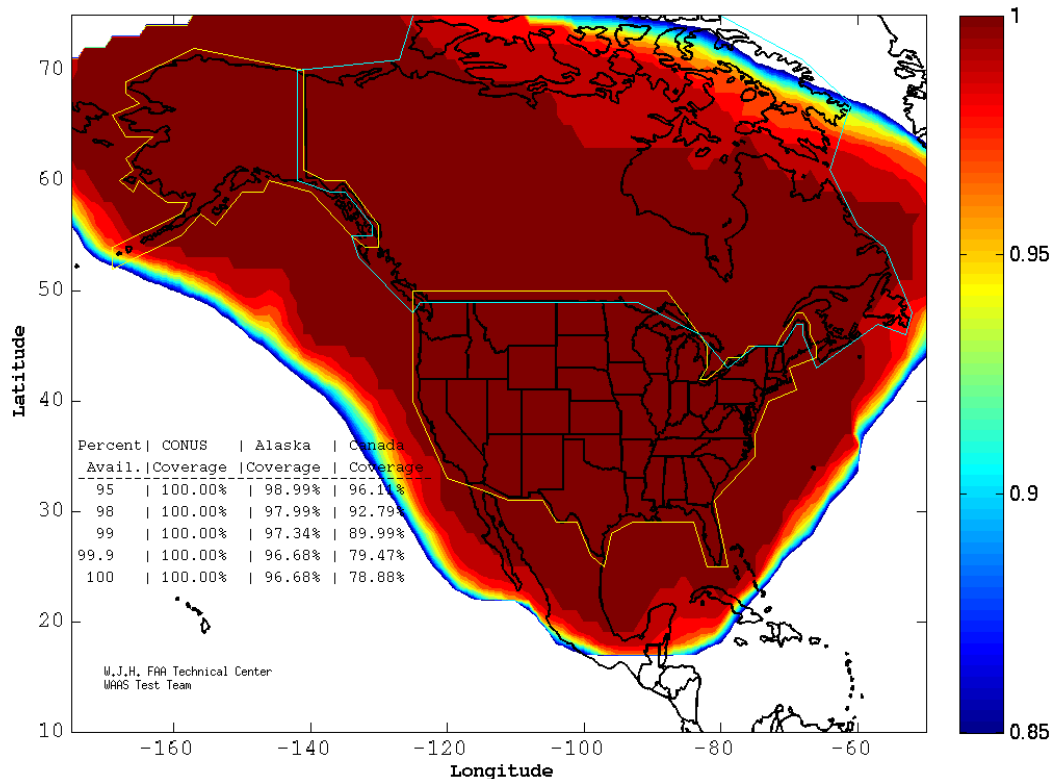 70
60
50
40
30
20
10
Latitude
-160
-140
-120
-100
-80
-60
Longitude
Percent| CONUS | Alaska | Canada
Avail.|Coverage |Coverage | Coverage
95 | 100.00% | 98.99% | 96.11%
98 | 100.00% | 97.99% | 92.79%
99 | 100.00% | 97.34% | 89.99%
99.9 | 100.00% | 96.68% | 79.47%
100 | 100.00% | 96.68% | 78.88%
W.J.H. FAA Technical Center
WAAS Test Team
1
0.95
0.9
0.85